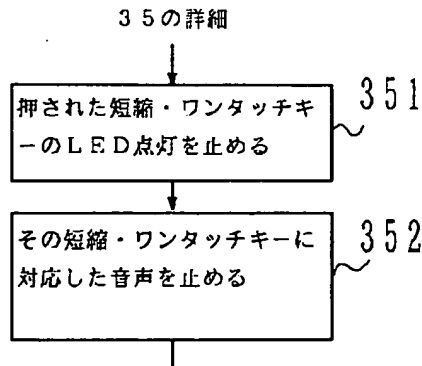 ３５の詳細
押された短縮・ワンタッチキ
ーのＬＥＤ点灯を止める
351
その短縮・ワンタッチキーに
対応した音声を止める
352